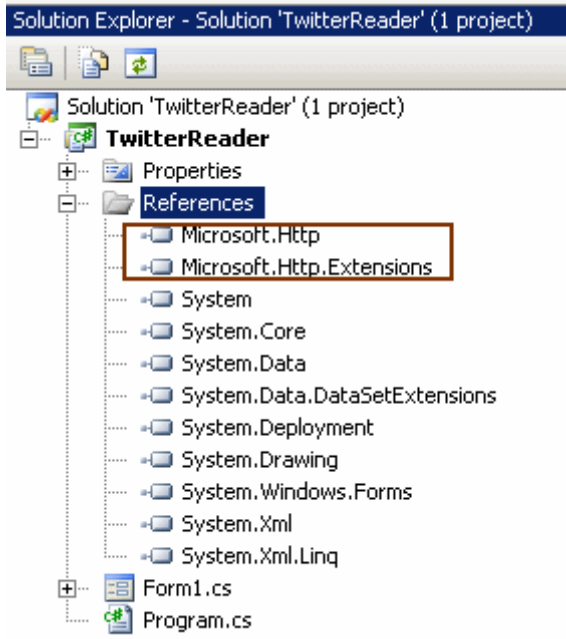 Solution Explorer - Solution 'TwitterReader' (1 project)
Solution 'TwitterReader' (1 project)
TwitterReader
Properties
References
Microsoft.Http
Microsoft.Http.Extensions
System
System.Core
System.Data
System.Data.DataSetExtensions
System.Deployment
System.Drawing
System.Windows.Forms
System.Xml
System.Xml.Linq
Form1.cs
Program.cs